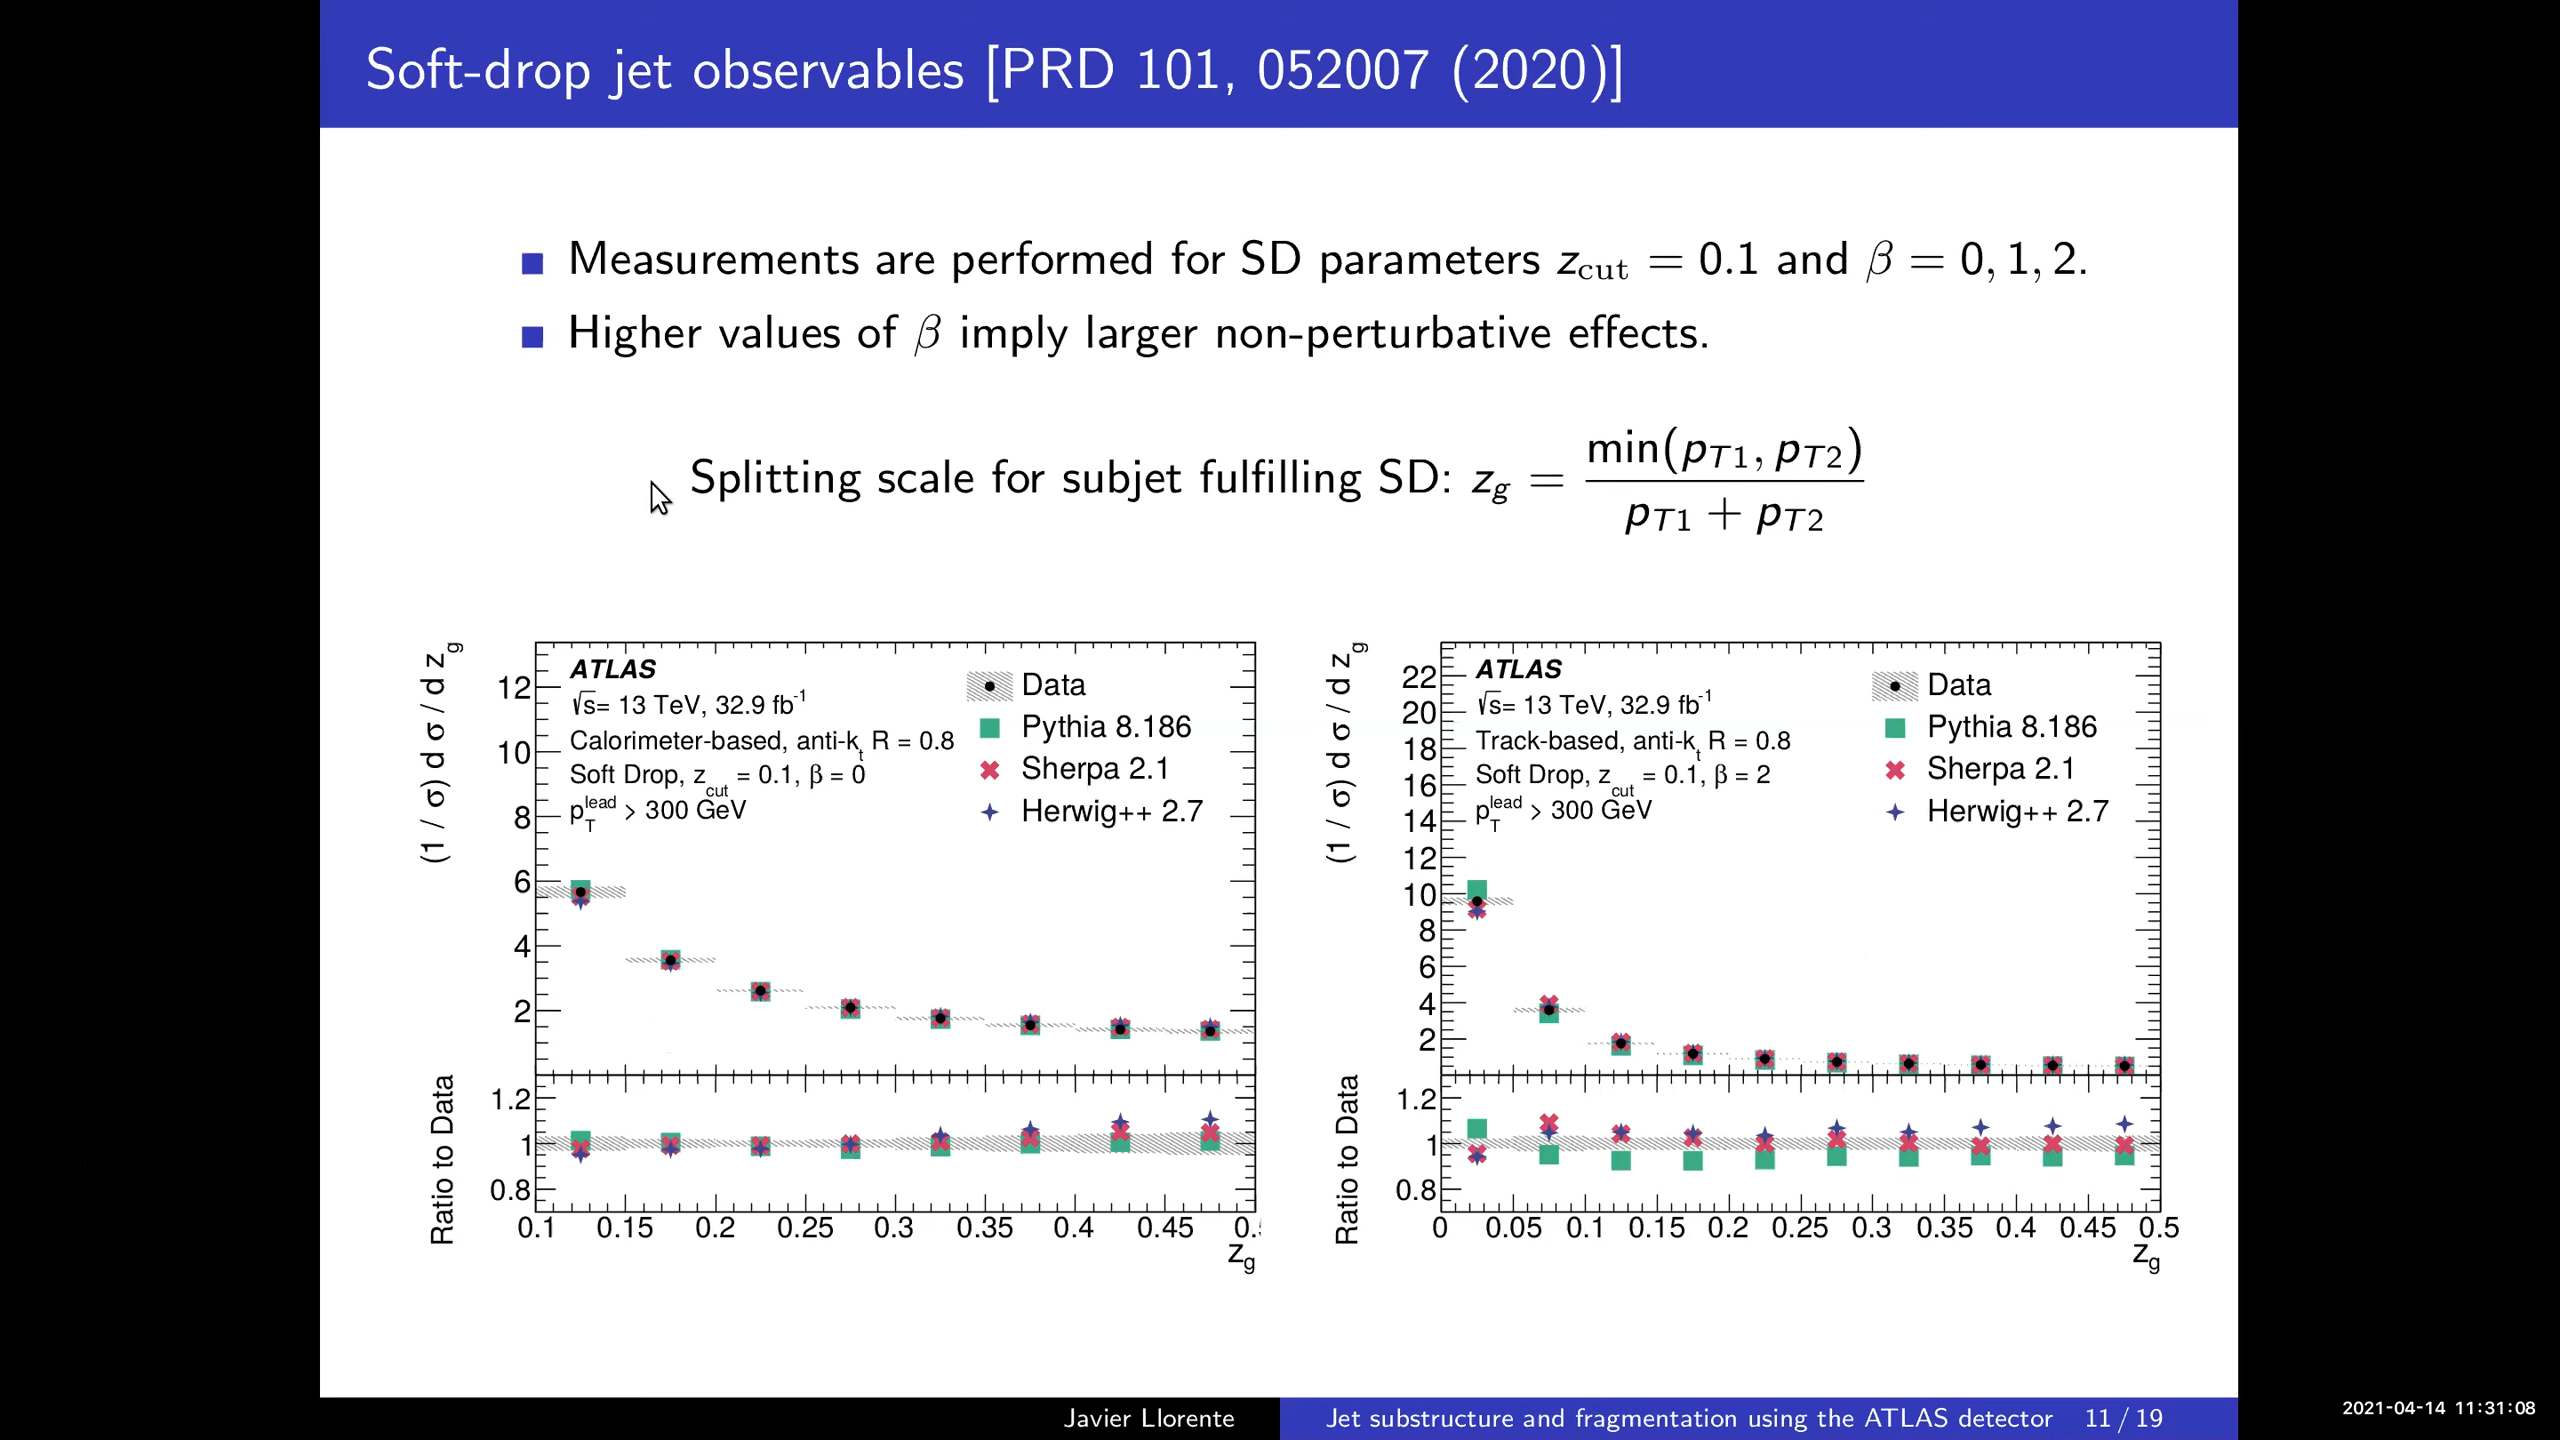 Soft-drop jet observables [PRD 101, 052007 (2020)]
Measurements are performed for SD parameters z_cut = 0.1 and β = 0, 1, 2.
Higher values of β imply larger non-perturbative effects.
Splitting scale for subjet fulfilling SD: z_g = min(p_T1, p_T2) / p_T1 + p_T2
(1 / σ) d σ / d z_g
12
10
8
6
4
2
ATLAS
√s= 13 TeV, 32.9 fb⁻¹
Calorimeter-based, anti-k_t R = 0.8
Soft Drop, z_cut = 0.1, β = 0
p_T^lead > 300 GeV
Data
Pythia 8.186
Sherpa 2.1
Herwig++ 2.7
Ratio to Data
1.2
1
0.8
0.1 0.15 0.2 0.25 0.3 0.35 0.4 0.45
z_g
(1 / σ) d σ / d z_g
22
20
18
16
14
12
10
8
6
4
2
ATLAS
√s= 13 TeV, 32.9 fb⁻¹
Track-based, anti-k_t R = 0.8
Soft Drop, z_cut = 0.1, β = 2
p_T^lead > 300 GeV
Data
Pythia 8.186
Sherpa 2.1
Herwig++ 2.7
Ratio to Data
1.2
1
0.8
0 0.05 0.1 0.15 0.2 0.25 0.3 0.35 0.4 0.45 0.5
z_g
Javier Llorente
Jet substructure and fragmentation using the ATLAS detector 11 / 19
2021-04-14 11:31:08